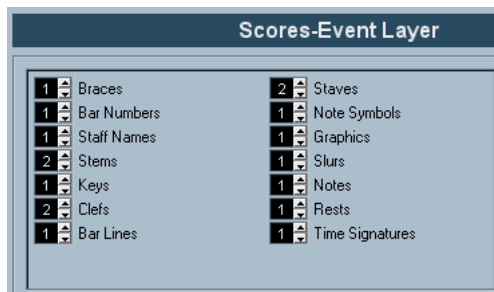 Scores-Event Layer
1 Braces
1 Bar Numbers
1 Staff Names
2 Stems
1 Keys
2 Clefs
1 Bar Lines
2 Staves
1 Note Symbols
1 Graphics
1 Slurs
1 Notes
1 Rests
1 Time Signatures